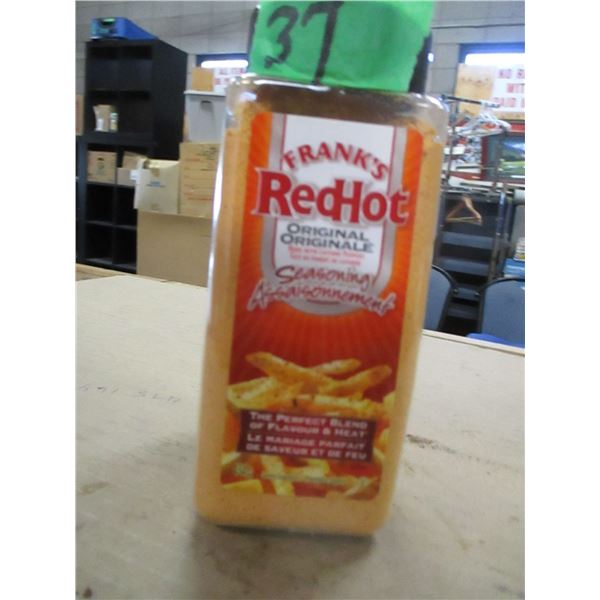 37
FRANK'S
RedHot
ORIGINAL
ORIGINALE
Seasoning
Assaisonnement
THE PERFECT BLEND
OF FLAVOUR & HEAT
LE MARIAGE PARFAIT
DE SAVEUR ET DE FEU